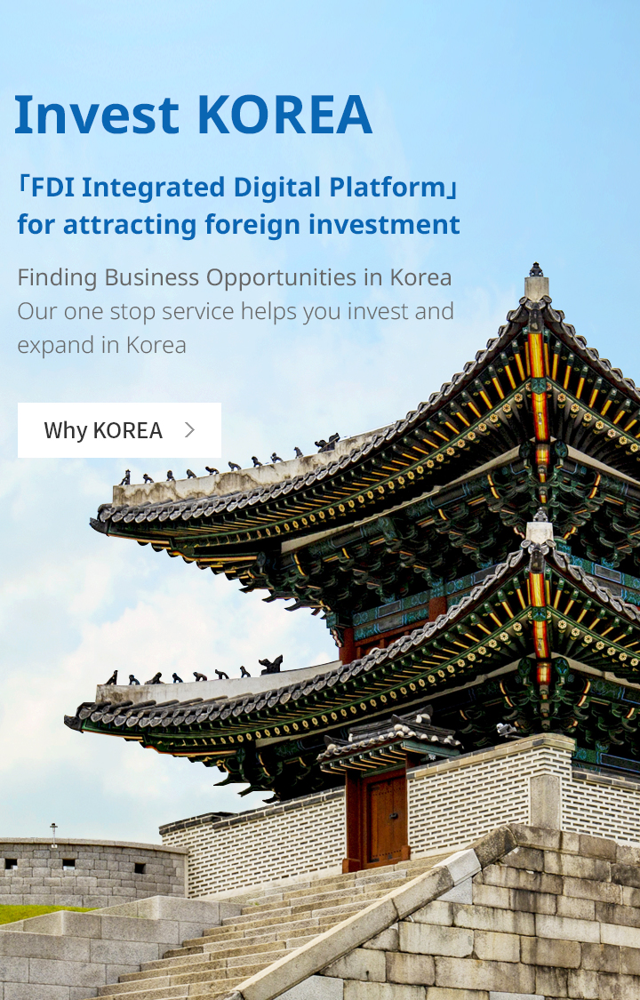 Invest KOREA
「FDI Integrated Digital Platform」
for attracting foreign investment
Finding Business Opportunities in Korea
Our one stop service helps you invest and
expand in Korea
Why KOREA